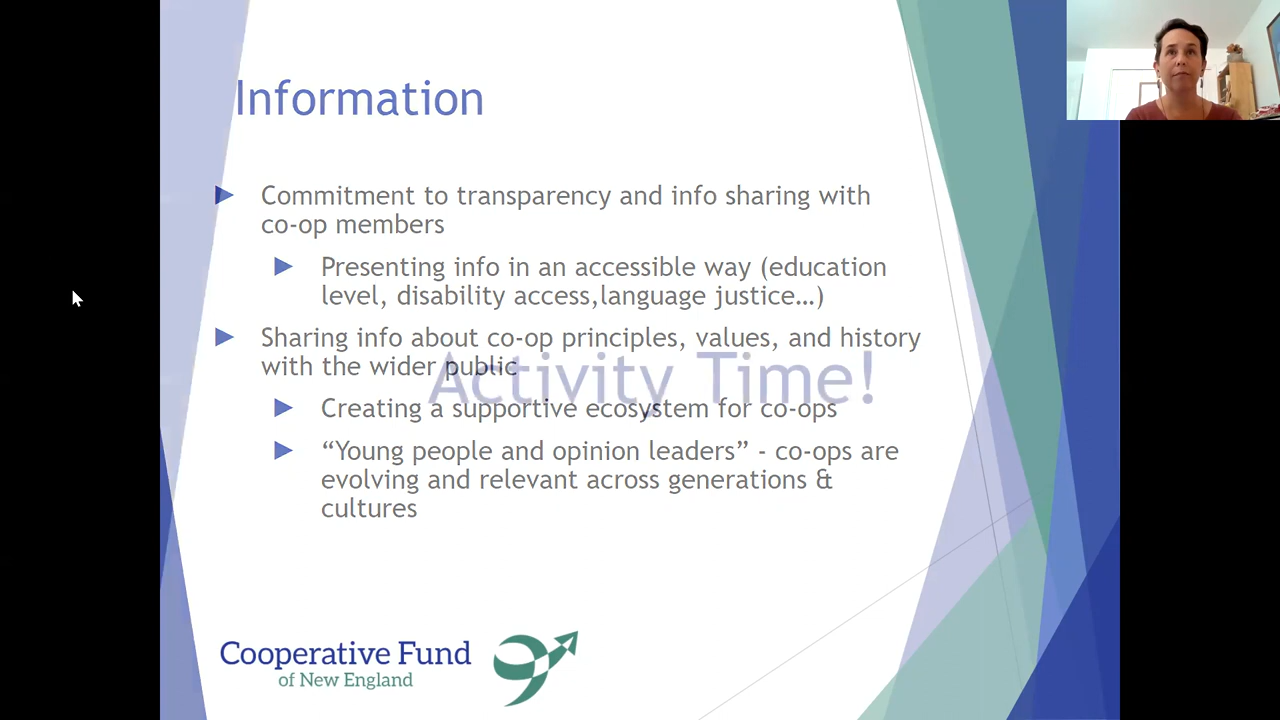 Information
Commitment to transparency and info sharing with
co-op members
Presenting info in an accessible way (education
level, disability access,language justice…)
Sharing info about co-op principles, values, and history
with the wider public
Activity Time!
Creating a supportive ecosystem for co-ops
“Young people and opinion leaders” - co-ops are
evolving and relevant across generations &
cultures
Cooperative Fund
of New England